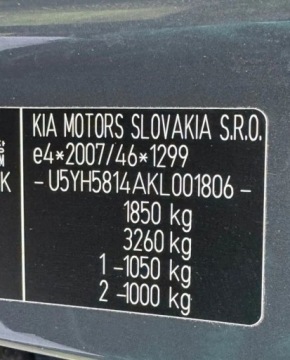 KIA MOTORS SLOVAKIA S.R.O.
e4*2007/46*1299
K -U5YH5814AKL001806-
1850 kg
3260 kg
1-1050 kg
2-1000 kg